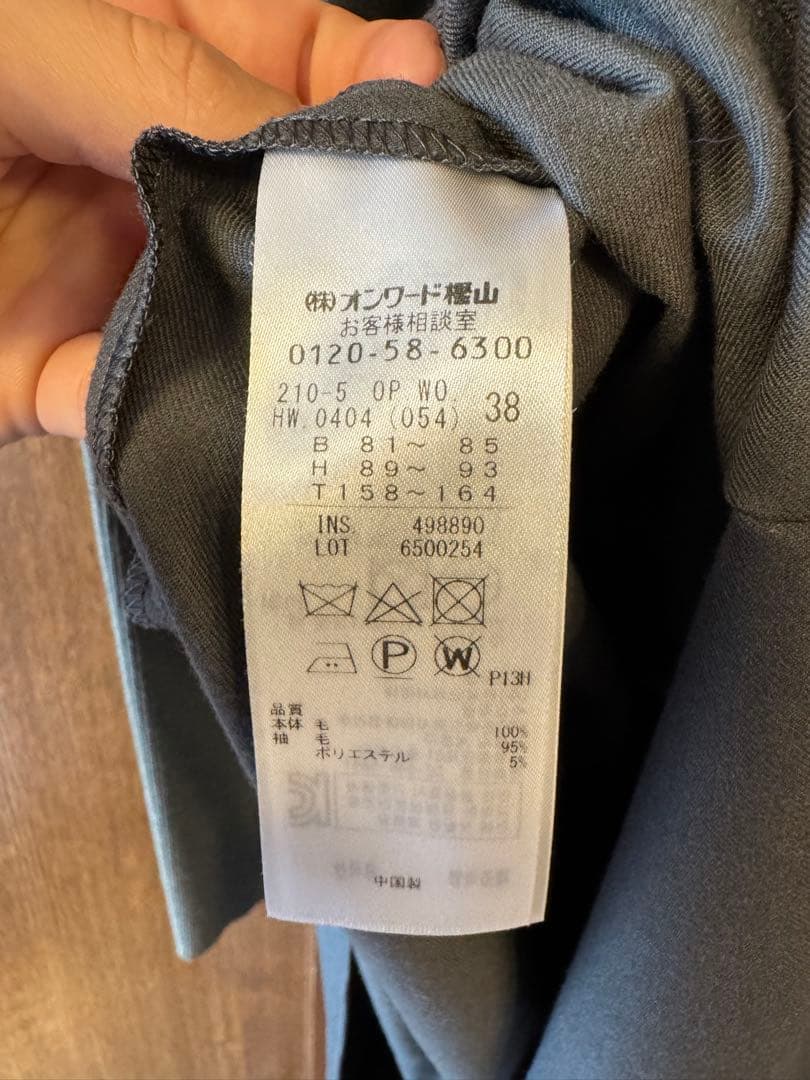 (株)オンワード樫山
お客様相談室
0120-58-6300
210-5 OP WO.
HW.0404 (054) 38
B 81～ 85
H 89～ 93
T158～164
INS. 498890
LOT 6500254
P W
P13H
品質
本体 毛 100%
袖 毛 95%
ポリエステル 5%
中国製